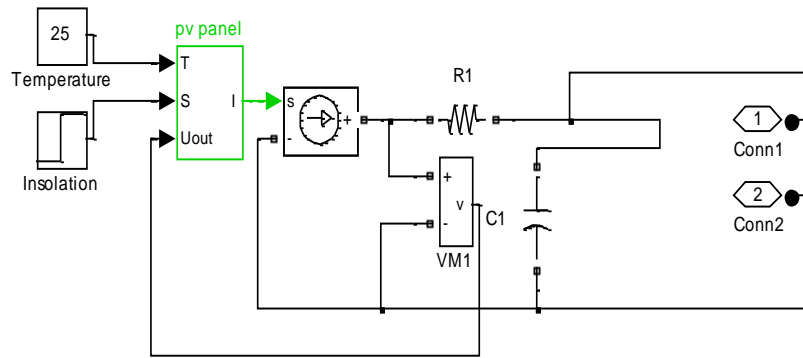 pv panel
25
Temperature
T
S
I
Uout
Insolation
s
-
+
R1
+
-
v
VM1
C1
1
Conn1
2
Conn2